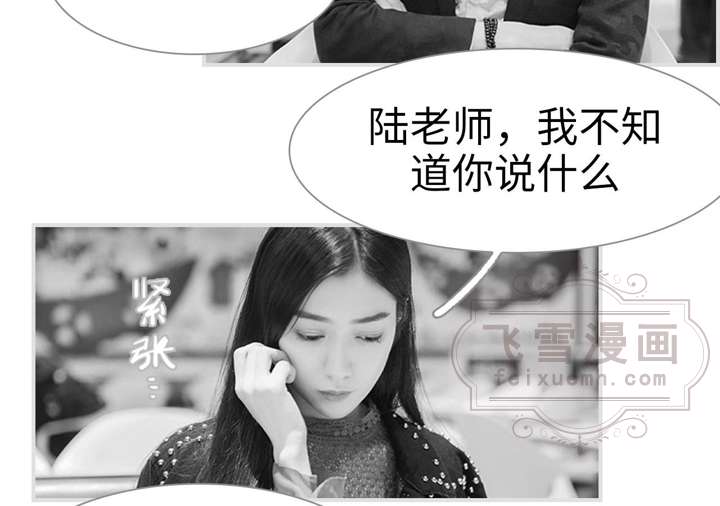 陆老师，我不知
道你说什么
紧
张…
飞雪漫画
feixuemh.com